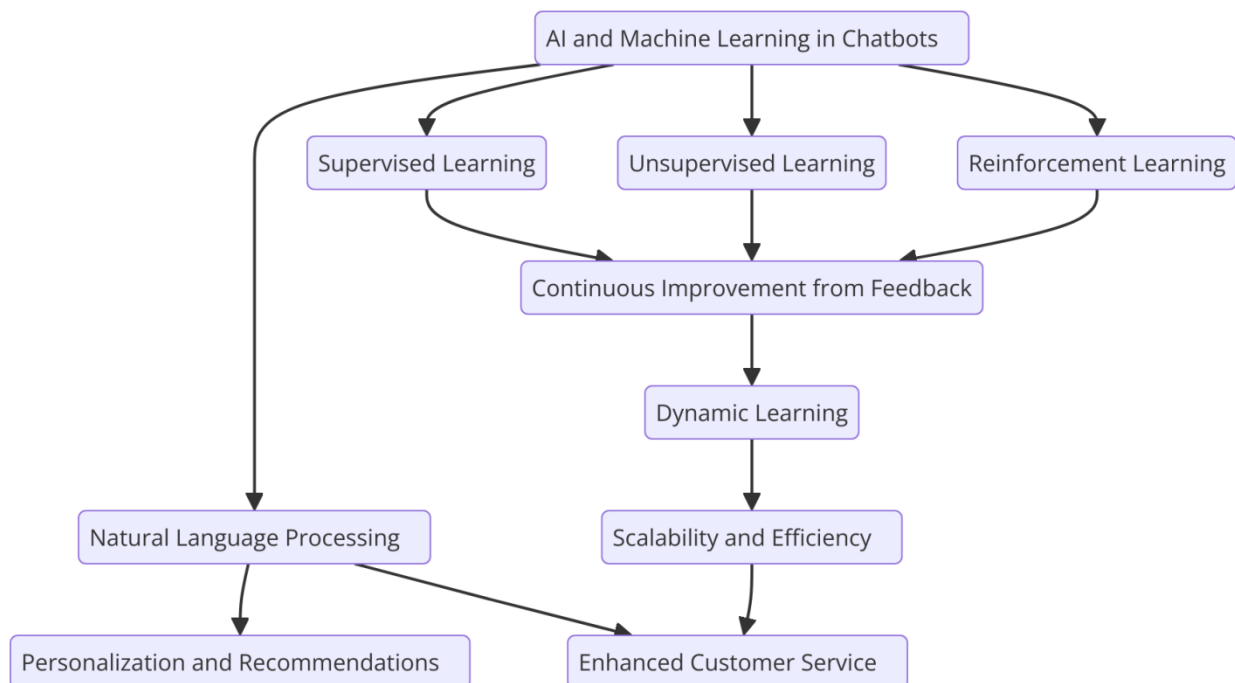 AI and Machine Learning in Chatbots
Supervised Learning
Unsupervised Learning
Reinforcement Learning
Continuous Improvement from Feedback
Dynamic Learning
Natural Language Processing
Scalability and Efficiency
Personalization and Recommendations
Enhanced Customer Service